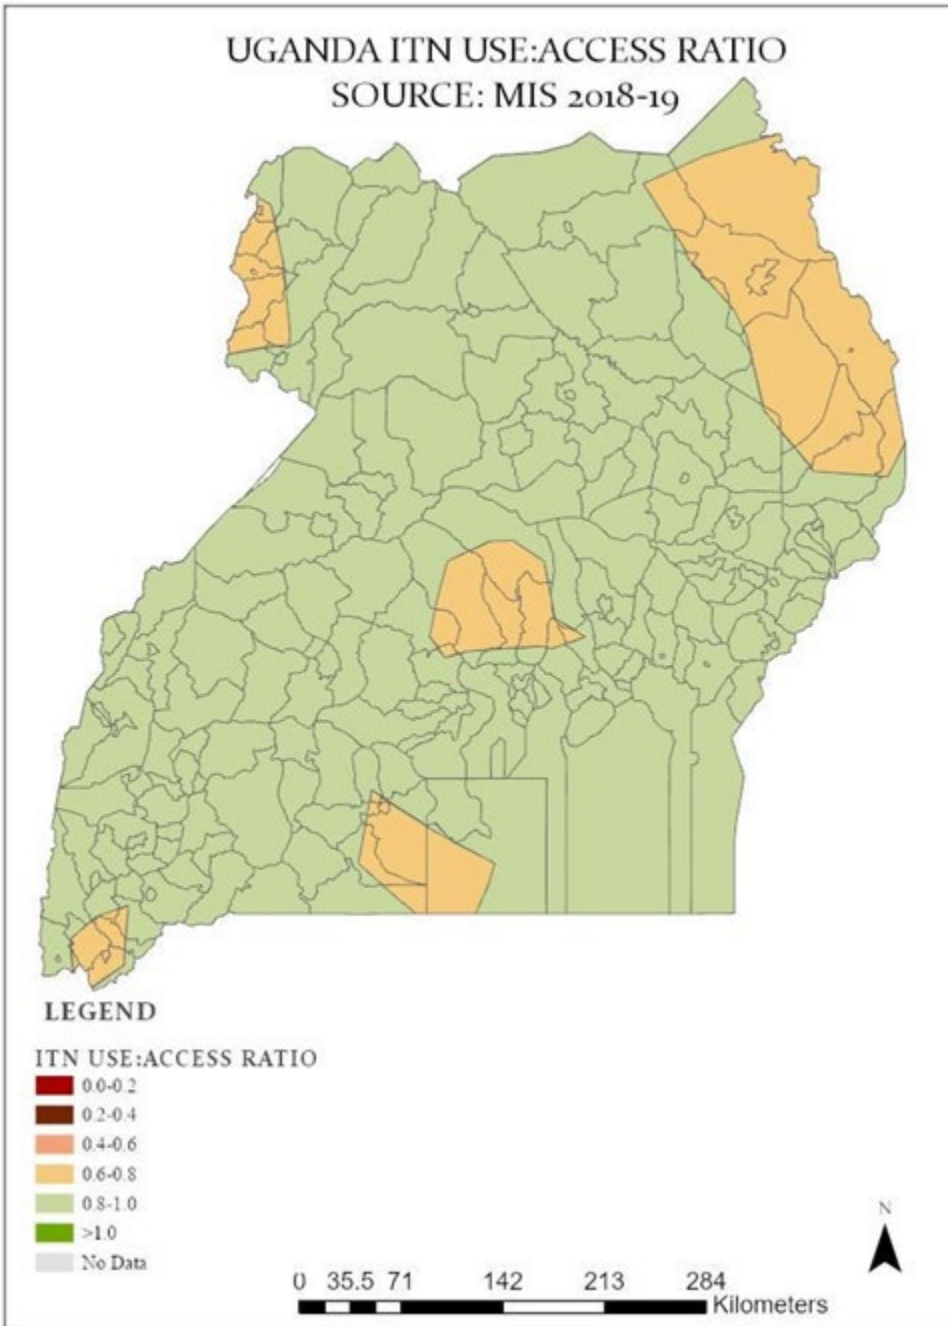 UGANDA ITN USE:ACCESS RATIO
SOURCE: MIS 2018-19
LEGEND
ITN USE:ACCESS RATIO
0.0-0.2
0.2-0.4
0.4-0.6
0.6-0.8
0.8-1.0
>1.0
No Data
N
0 35.5 71 142 213 284
Kilometers